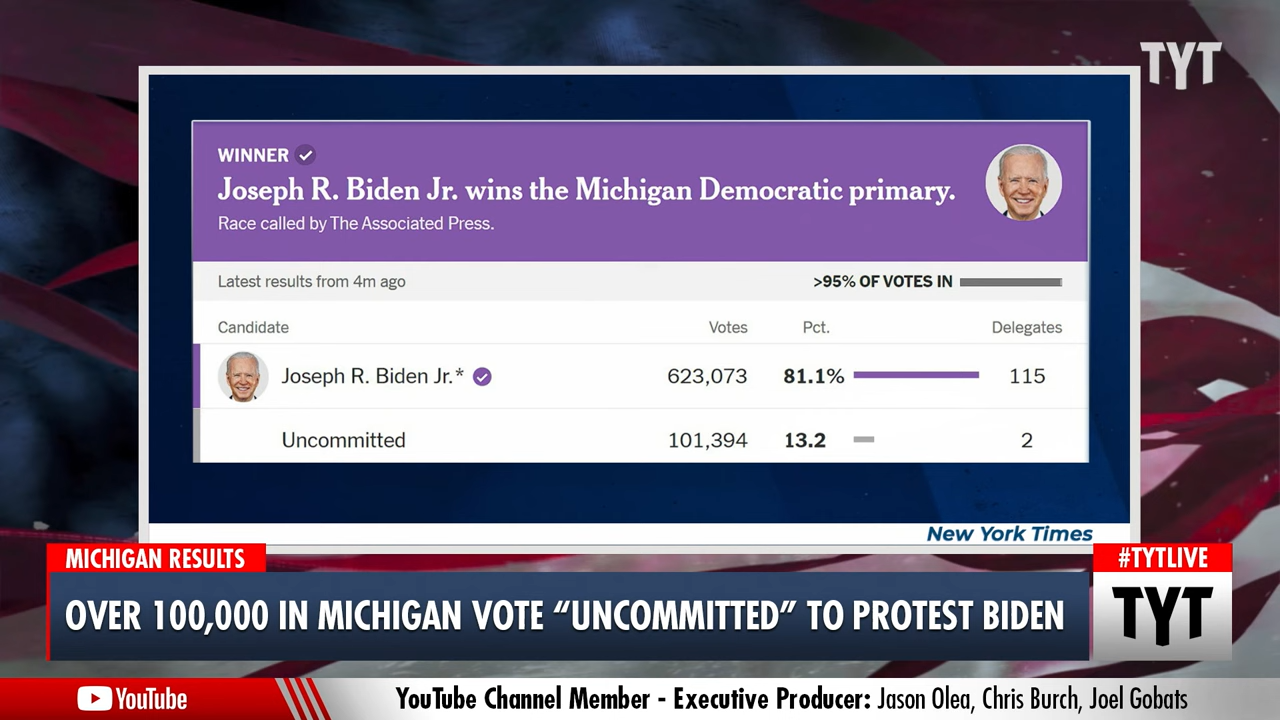 TYT
WINNER
Joseph R. Biden Jr. wins the Michigan Democratic primary.
Race called by The Associated Press.
Latest results from 4m ago >95% OF VOTES IN
Candidate Votes Pct. Delegates
Joseph R. Biden Jr.* 623,073 81.1% 115
Uncommitted 101,394 13.2 2
New York Times
MICHIGAN RESULTS
#TYTLIVE
OVER 100,000 IN MICHIGAN VOTE “UNCOMMITTED” TO PROTEST BIDEN
TYT
YouTube
YouTube Channel Member - Executive Producer: Jason Olea, Chris Burch, Joel Gobats